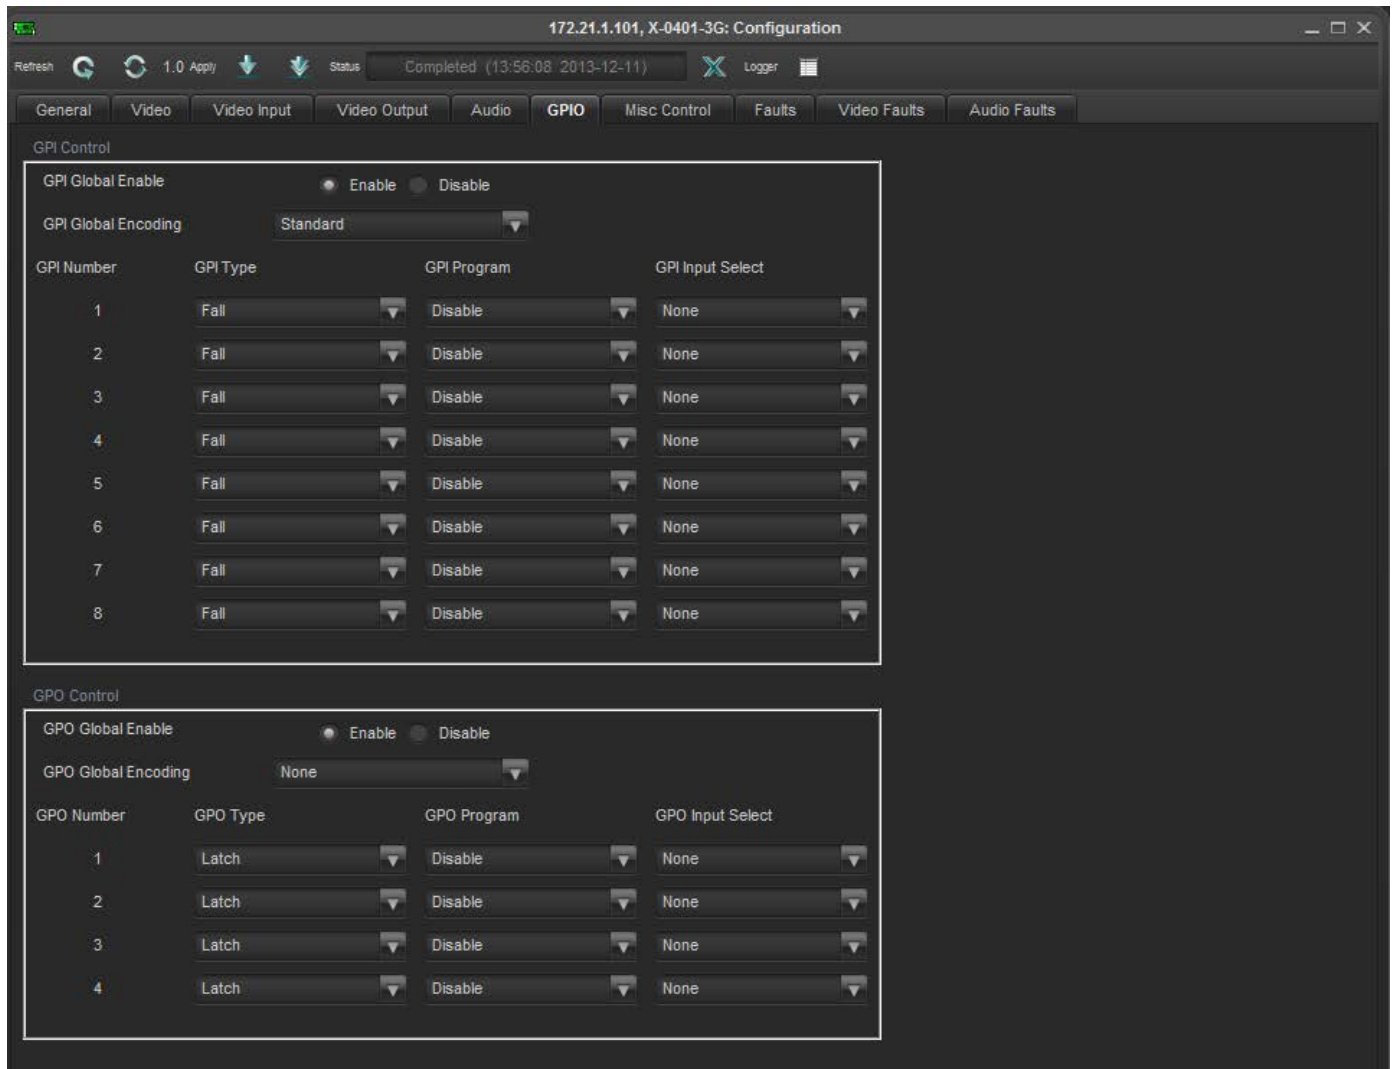 172.21.1.101, X-0401-3G: Configuration
Refresh 1.0 Apply Status Completed (13:56:08 2013-12-11) Logger
General Video Video Input Video Output Audio GPIO Misc Control Faults Video Faults Audio Faults
GPI Control
GPI Global Enable Enable Disable
GPI Global Encoding Standard
GPI Number GPI Type GPI Program GPI Input Select
1 Fall Disable None
2 Fall Disable None
3 Fall Disable None
4 Fall Disable None
5 Fall Disable None
6 Fall Disable None
7 Fall Disable None
8 Fall Disable None
GPO Control
GPO Global Enable Enable Disable
GPO Global Encoding None
GPO Number GPO Type GPO Program GPO Input Select
1 Latch Disable None
2 Latch Disable None
3 Latch Disable None
4 Latch Disable None